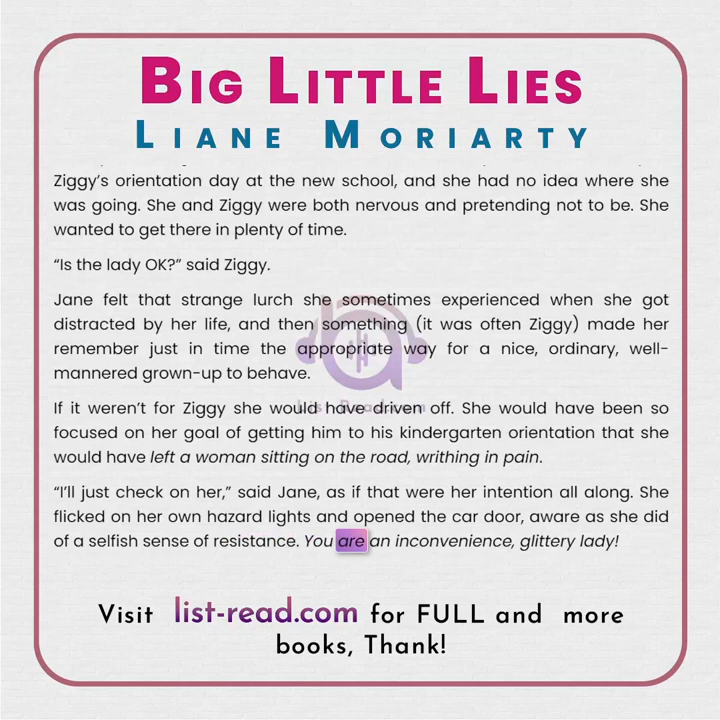 BIG LITTLE LIES
LIANE MORIARTY
Ziggy's orientation day at the new school, and she had no idea where she
was going. She and Ziggy were both nervous and pretending not to be. She
wanted to get there in plenty of time.
“Is the lady OK?” said Ziggy.
Jane felt that strange lurch she sometimes experienced when she got
distracted by her life, and then something (it was often Ziggy) made her
remember just in time the appropriate way for a nice, ordinary, well-
mannered grown-up to behave.
List-Read.com
If it weren’t for Ziggy she would have driven off. She would have been so
focused on her goal of getting him to his kindergarten orientation that she
would have left a woman sitting on the road, writhing in pain.
“I’ll just check on her,” said Jane, as if that were her intention all along. She
flicked on her own hazard lights and opened the car door, aware as she did
of a selfish sense of resistance. You are an inconvenience, glittery lady!
Visit list-read.com for FULL and more
books, Thank!